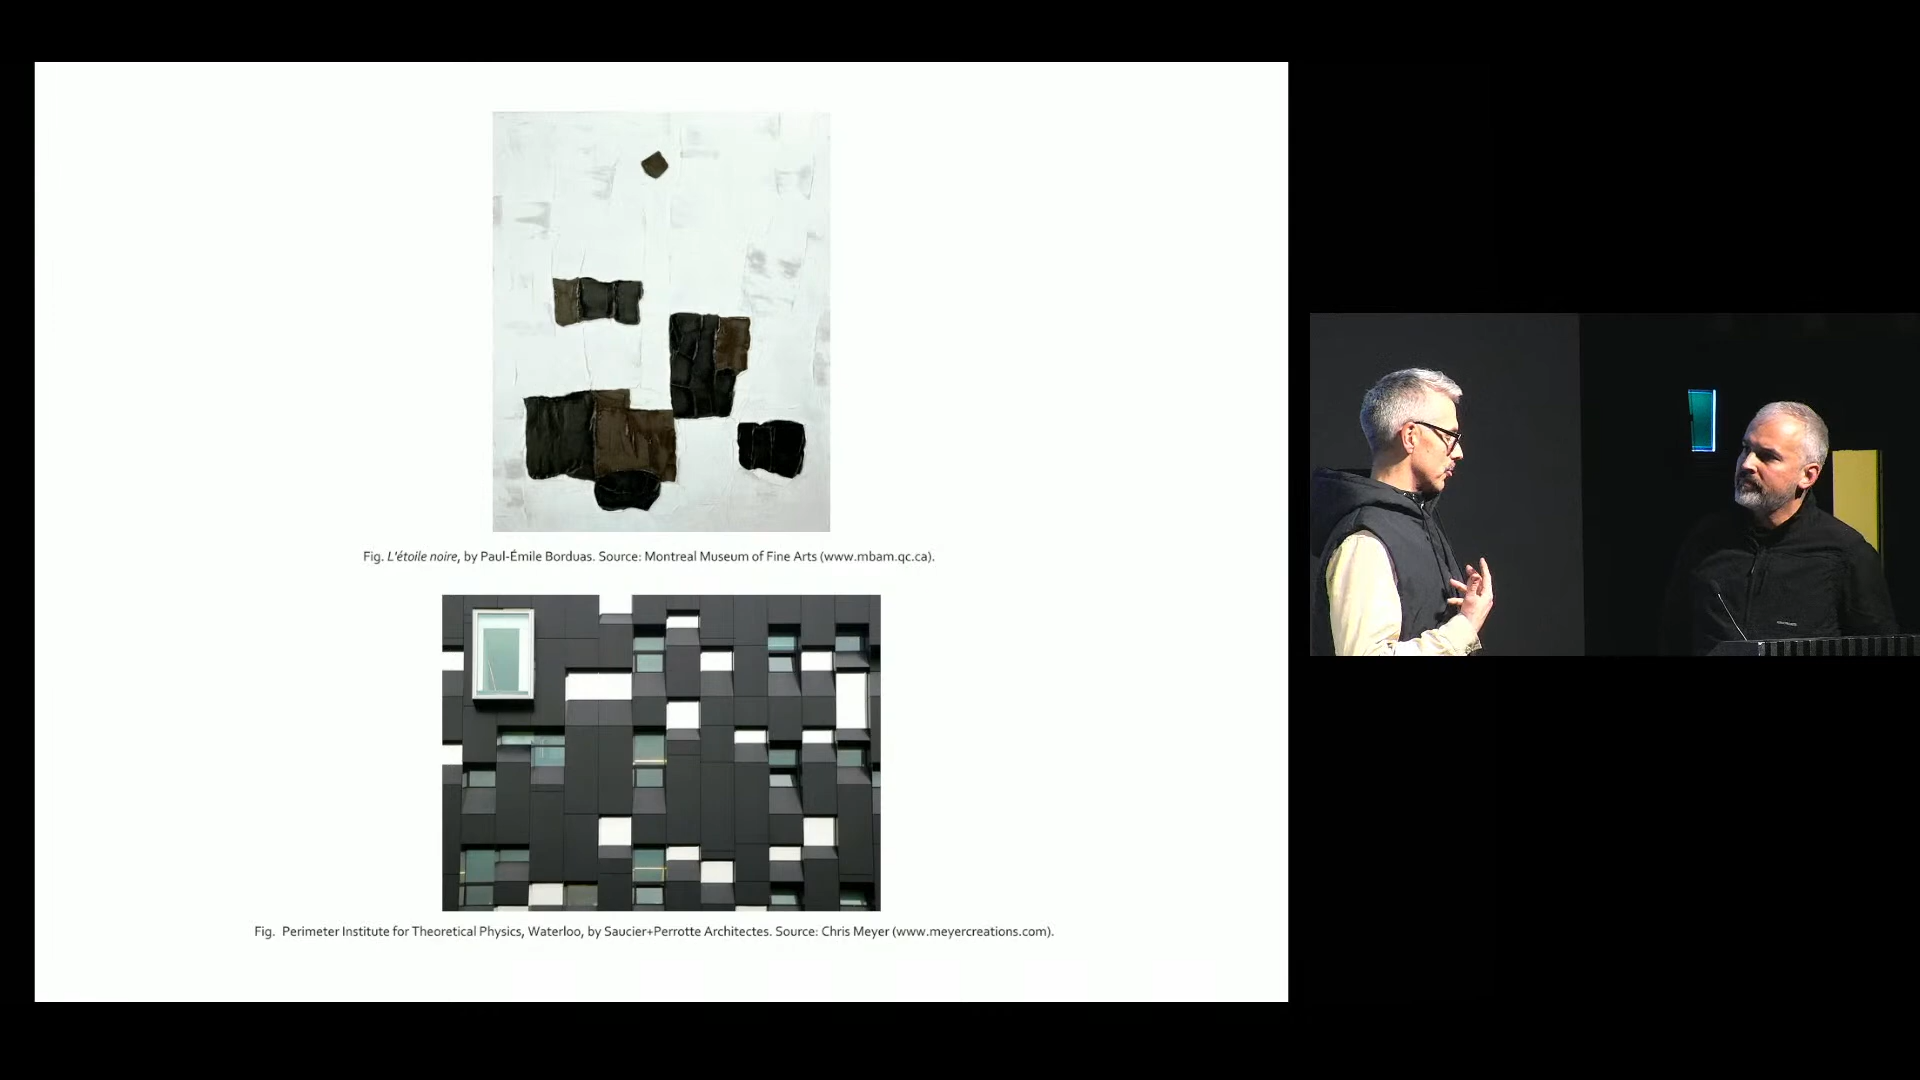 Fig. L'étoile noire, by Paul-Émile Borduas. Source: Montreal Museum of Fine Arts (www.mbam.qc.ca).
Fig. Perimeter Institute for Theoretical Physics, Waterloo, by Saucier+Perrotte Architectes. Source: Chris Meyer (www.meyercreations.com).